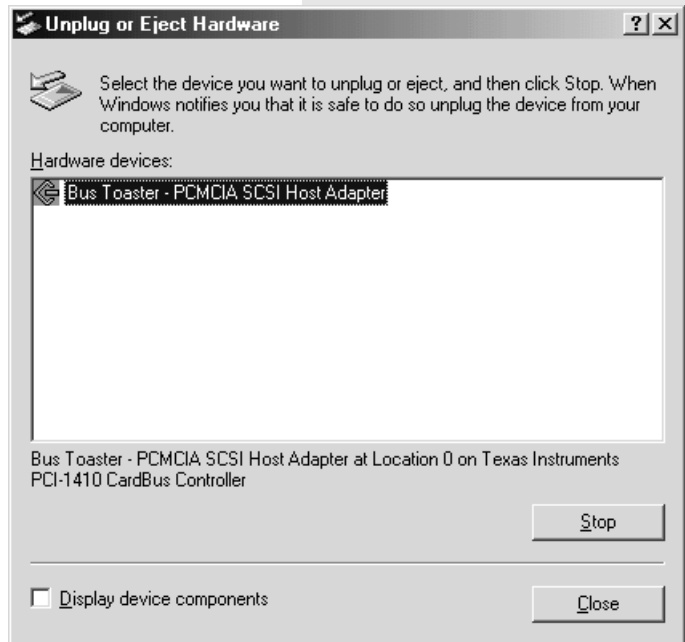 Unplug or Eject Hardware
Select the device you want to unplug or eject, and then click Stop. When
Windows notifies you that it is safe to do so unplug the device from your
computer.
Hardware devices:
Bus Toaster - PCMCIA SCSI Host Adapter
Bus Toaster - PCMCIA SCSI Host Adapter at Location 0 on Texas Instruments
PCI-1410 CardBus Controller
Stop
Display device components
Close